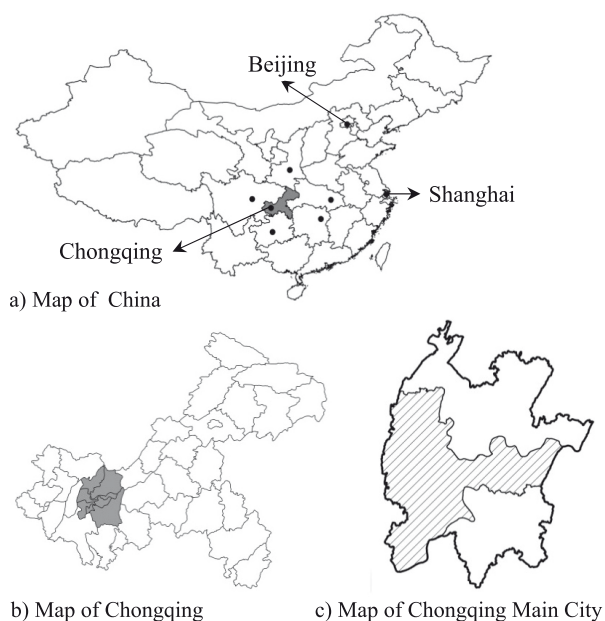 Beijing
Shanghai
Chongqing
a) Map of China
b) Map of Chongqing
c) Map of Chongqing Main City